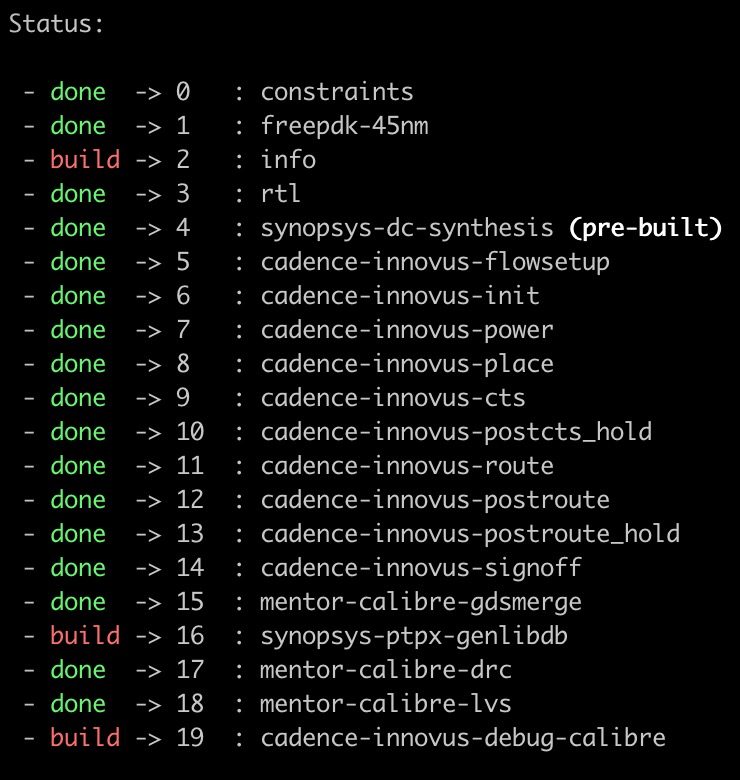 Status:
- done -> 0 : constraints
- done -> 1 : freepdk-45nm
- build -> 2 : info
- done -> 3 : rtl
- done -> 4 : synopsys-dc-synthesis (pre-built)
- done -> 5 : cadence-innovus-flowsetup
- done -> 6 : cadence-innovus-init
- done -> 7 : cadence-innovus-power
- done -> 8 : cadence-innovus-place
- done -> 9 : cadence-innovus-cts
- done -> 10 : cadence-innovus-postcts_hold
- done -> 11 : cadence-innovus-route
- done -> 12 : cadence-innovus-postroute
- done -> 13 : cadence-innovus-postroute_hold
- done -> 14 : cadence-innovus-signoff
- done -> 15 : mentor-calibre-gdsmerge
- build -> 16 : synopsys-ptpx-genlibdb
- done -> 17 : mentor-calibre-drc
- done -> 18 : mentor-calibre-lvs
- build -> 19 : cadence-innovus-debug-calibre